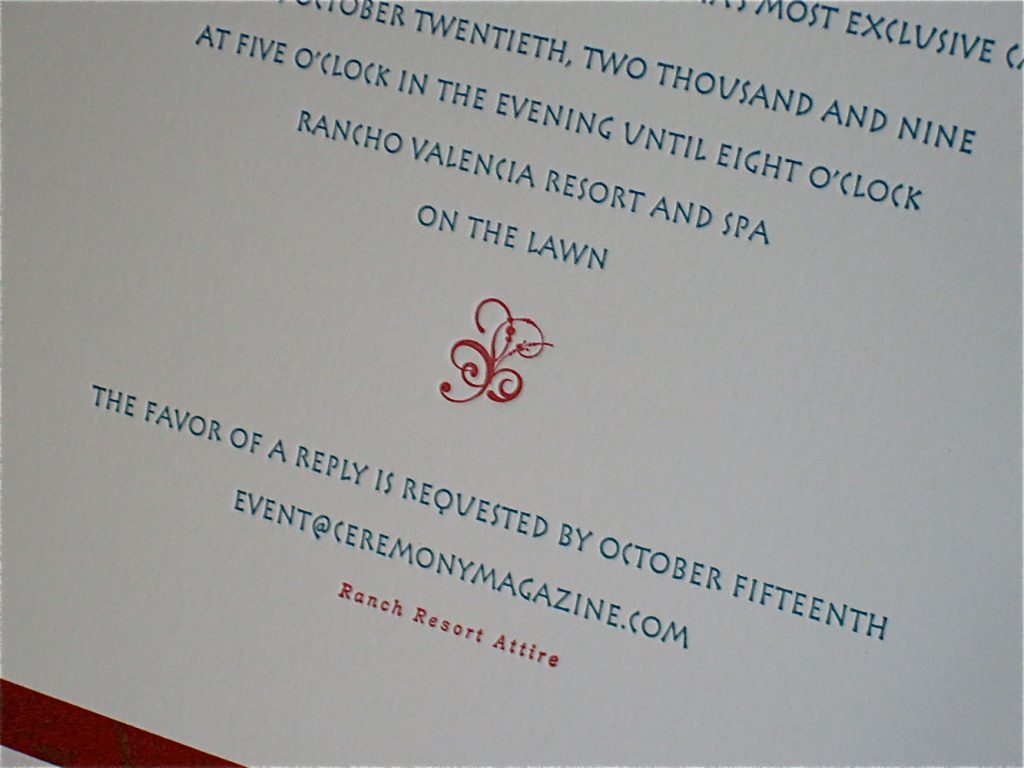 MOST EXCLUSIVE
OCTOBER TWENTIETH, TWO THOUSAND AND NINE
AT FIVE O'CLOCK IN THE EVENING UNTIL EIGHT O'CLOCK
RANCHO VALENCIA RESORT AND SPA
ON THE LAWN
THE FAVOR OF A REPLY IS REQUESTED BY OCTOBER FIFTEENTH
EVENT@CEREMONYMAGAZINE.COM
Ranch Resort Attire